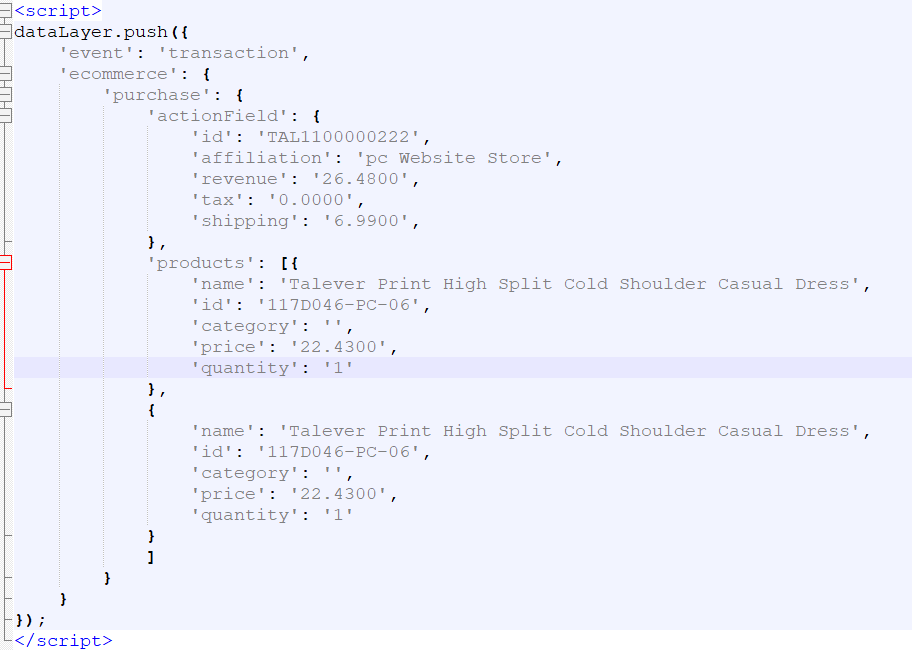 <script>
dataLayer.push({
    'event': 'transaction',
    'ecommerce': {
        'purchase': {
            'actionField': {
                'id': 'TAL1100000222',
                'affiliation': 'pc Website Store',
                'revenue': '26.4800',
                'tax': '0.0000',
                'shipping': '6.9900',
            },
            'products': [{
                'name': 'Talever Print High Split Cold Shoulder Casual Dress',
                'id': '117D046-PC-06',
                'category': '',
                'price': '22.4300',
                'quantity': '1'
            },
            {
                'name': 'Talever Print High Split Cold Shoulder Casual Dress',
                'id': '117D046-PC-06',
                'category': '',
                'price': '22.4300',
                'quantity': '1'
            }
            ]
        }
    }
});
</script>